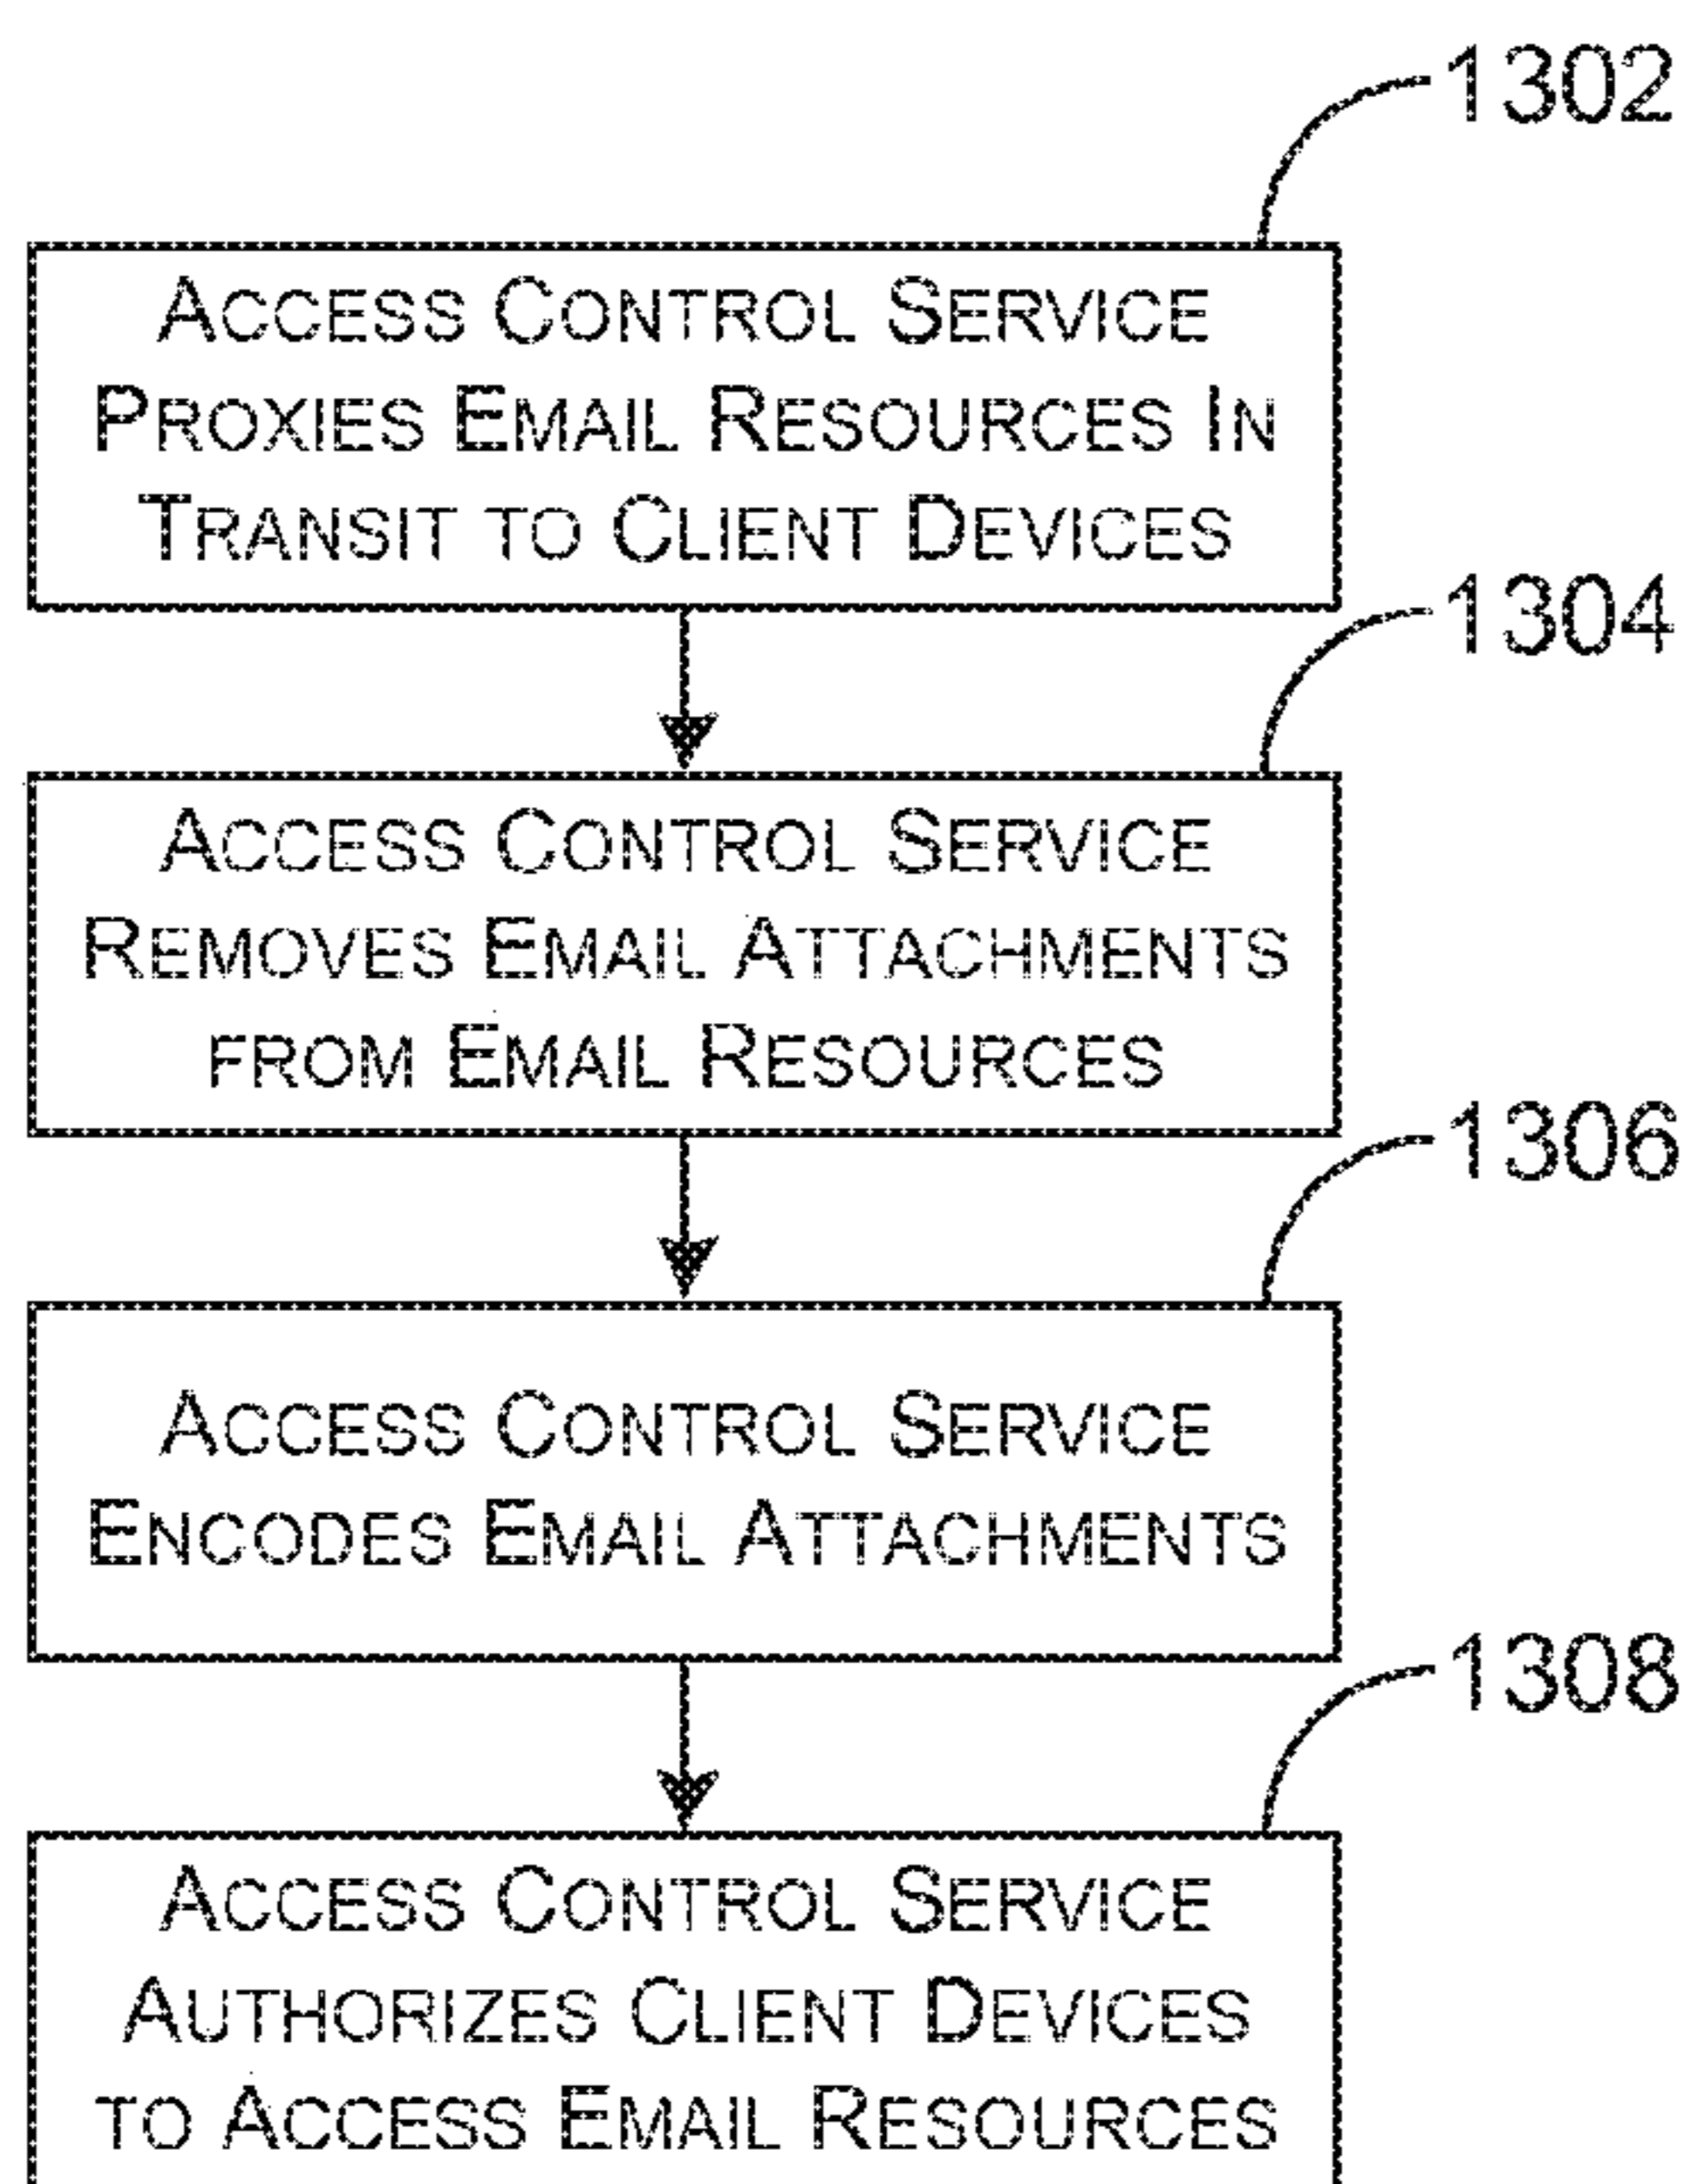 1302
ACCESS CONTROL SERVICE
PROXIES EMAIL RESOURCES IN
TRANSIT TO CLIENT DEVICES
1304
ACCESS CONTROL SERVICE
REMOVES EMAIL ATTACHMENTS
FROM EMAIL RESOURCES
1306
ACCESS CONTROL SERVICE
ENCODES EMAIL ATTACHMENTS
1308
ACCESS CONTROL SERVICE
AUTHORIZES CLIENT DEVICES
TO ACCESS EMAIL RESOURCES